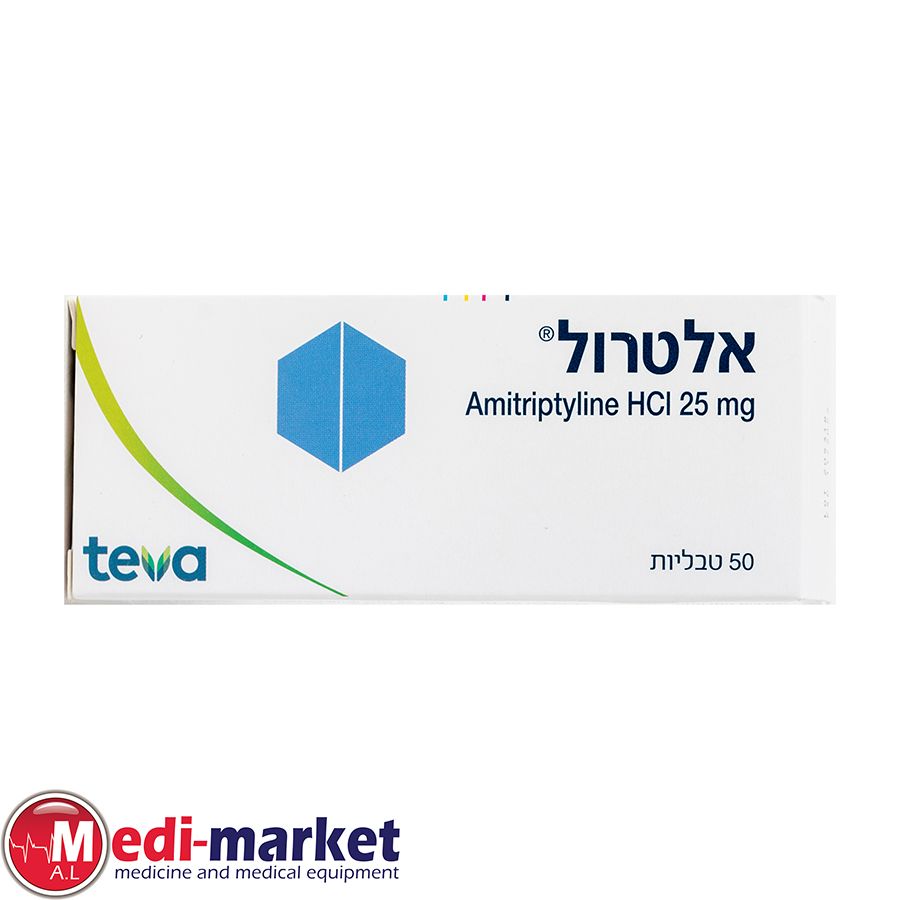 אלטרול®
Amitriptyline HCl 25 mg
50 טבליות
teva
Medi-market
A.L
medicine and medical equipment